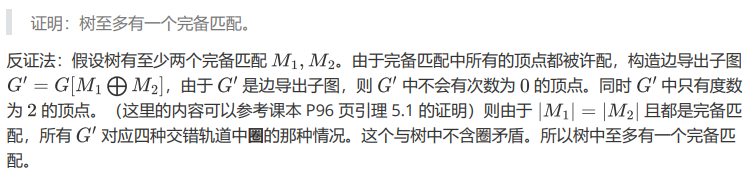 证明：树至多有一个完备匹配。
反证法：假设树有至少两个完备匹配 M₁, M₂。由于完备匹配中所有的顶点都被许配，构造边导出子图
G′ = G[M₁ ⨁ M₂]，由于 G′ 是边导出子图，则 G′ 中不会有次数为 0 的顶点。同时 G′ 中只有度数
为 2 的顶点。（这里的内容可以参考课本 P96 页引理 5.1 的证明）则由于 |M₁| = |M₂| 且都是完备匹
配，所有 G′ 对应四种交错轨道中圈的那种情况。这个与树中不含圈矛盾。所以树中至多有一个完备匹
配。